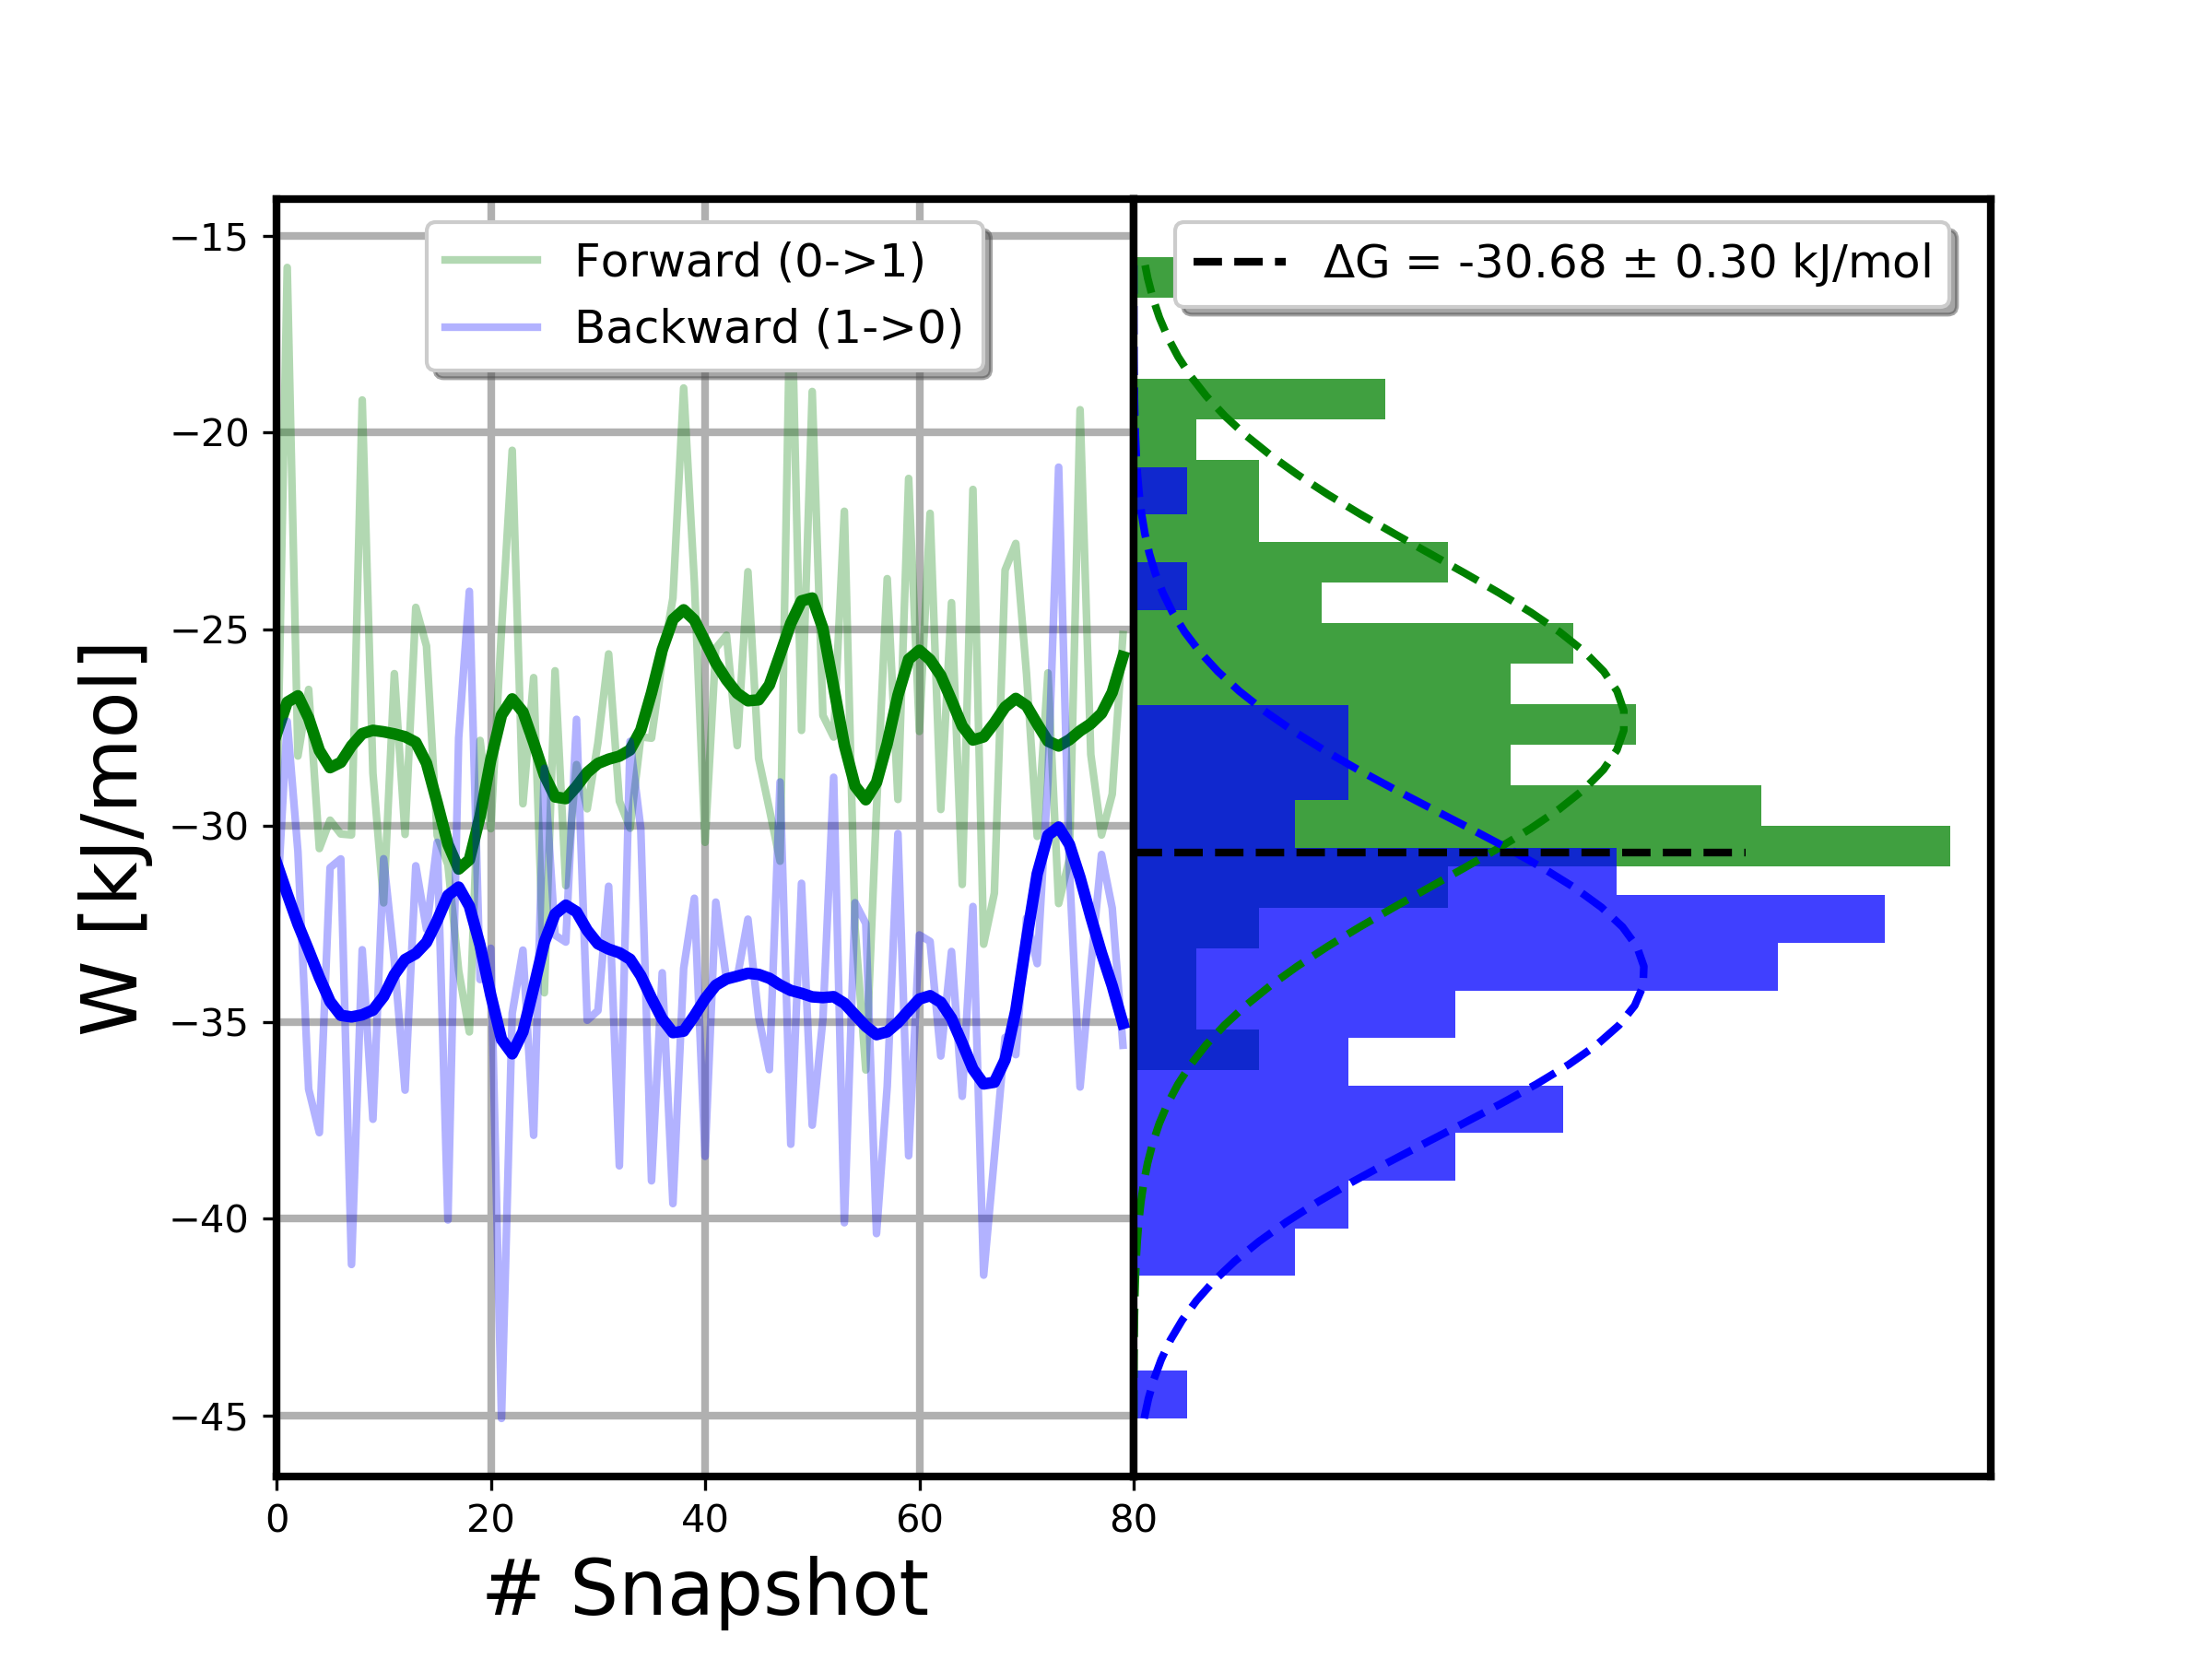 Forward (0->1)
Backward (1->0)
ΔG = -30.68 ± 0.30 kJ/mol
W [kJ/mol]
−15
−20
−25
−30
−35
−40
−45
0 20 40 60 80
# Snapshot